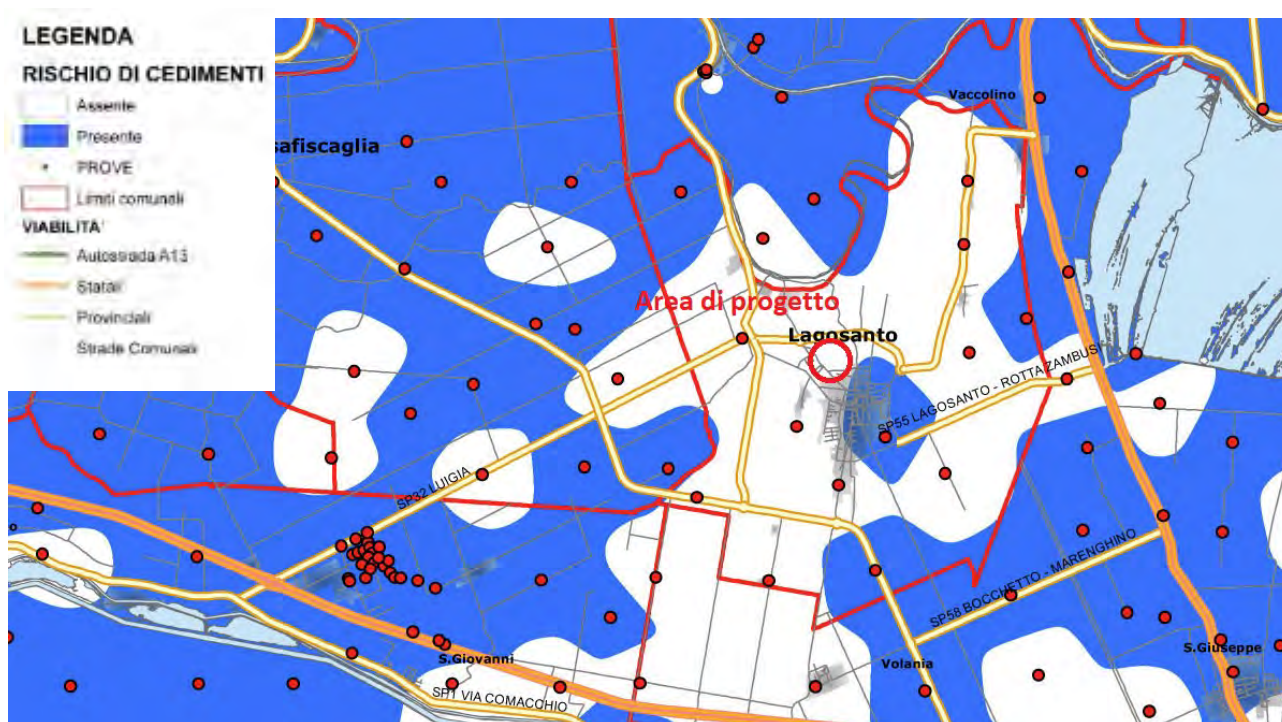 LEGENDA
RISCHIO DI CEDIMENTI
Assente
Presente
PROVE
Limiti comunali
VIABILITA'
Autostrada A13
Statali
Provinciali
Strade Comunali
safiscaglia
Vaccolino
Area di progetto
Lagosanto
SP55 LAGOSANTO - ROTTA ZAMBUSI
SP32 LUIGIA
SP58 BOCCHETTO - MARENGHINO
S.Giovanni
Volania
S.Giuseppe
SP1 VIA COMACCHIO